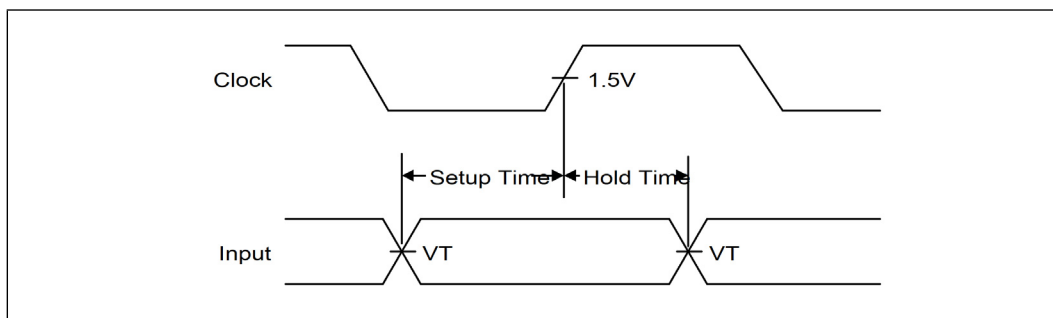 Clock
1.5V
Setup Time
Hold Time
Input
VT
VT